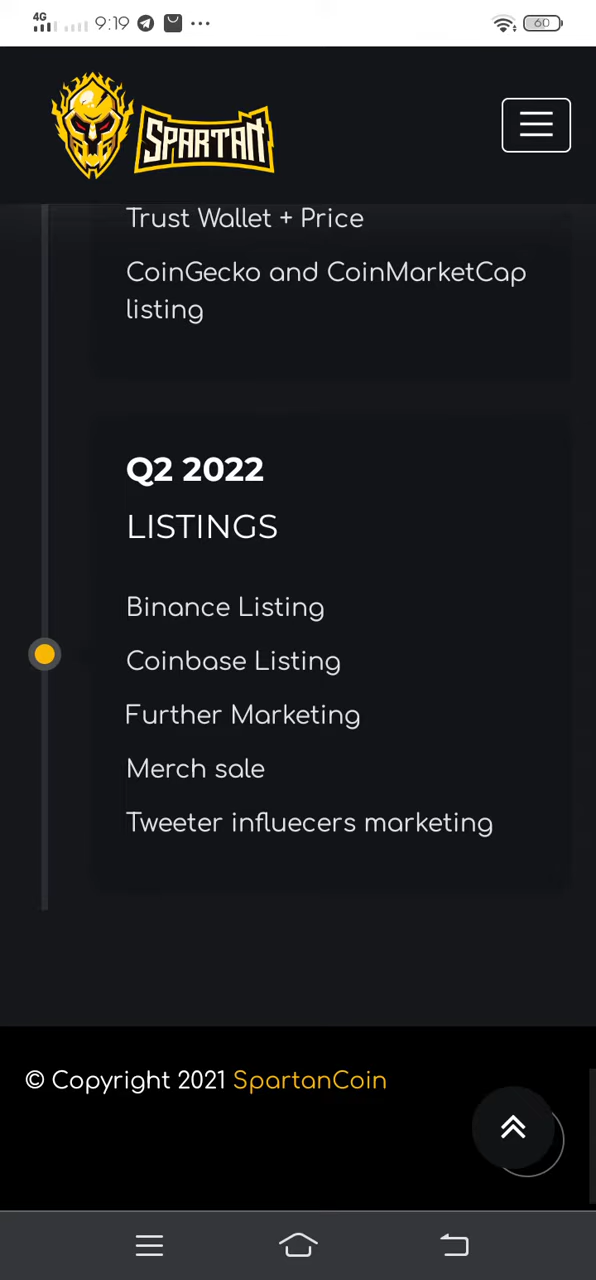 4G 9:19 60
SPARTAN
Trust Wallet + Price
CoinGecko and CoinMarketCap
listing
Q2 2022
LISTINGS
Binance Listing
Coinbase Listing
Further Marketing
Merch sale
Tweeter influecers marketing
© Copyright 2021 SpartanCoin